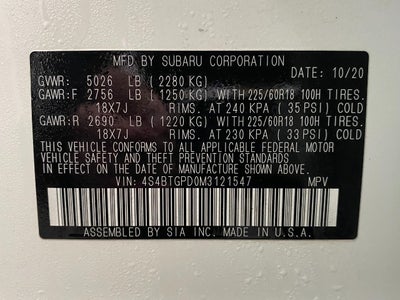 MFD. BY SUBARU CORPORATION
DATE: 10/20
GVWR: 5026 LB (2280 KG)
GAWR:F 2756 LB (1250 KG) WITH 225/60R18 100H TIRES.
18X7J RIMS. AT 240 KPA (35 PSI) COLD
GAWR:R 2690 LB (1220 KG) WITH 225/60R18 100H TIRES.
18X7J RIMS. AT 230 KPA (33 PSI) COLD
THIS VEHICLE CONFORMS TO ALL APPLICABLE FEDERAL MOTOR
VEHICLE SAFETY AND THEFT PREVENTION STANDARDS
IN EFFECT ON THE DATE OF MANUFACTURE SHOWN ABOVE.
VIN: 4S4BTGPD0M3121547 MPV
ASSEMBLED BY SIA INC. MADE IN U.S.A.